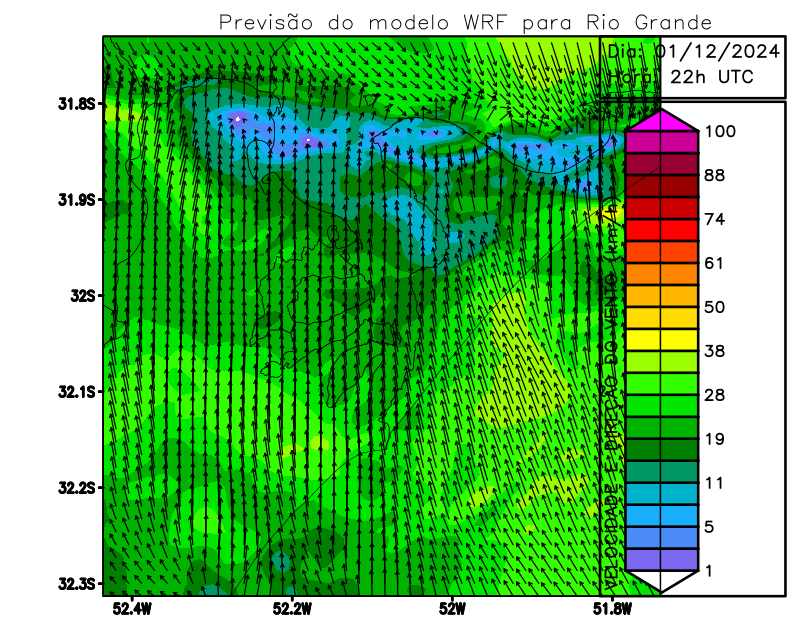 Previsão do modelo WRF para Rio Grande
Dia: 01/12/2024
Hora: 22h UTC
31.8S
31.9S
32S
32.1S
32.2S
32.3S
52.4W
52.2W
52W
51.8W
VELOCIDADE E DIREÇÃO DO VENTO (km/h)
100
88
74
61
50
38
28
19
11
5
1